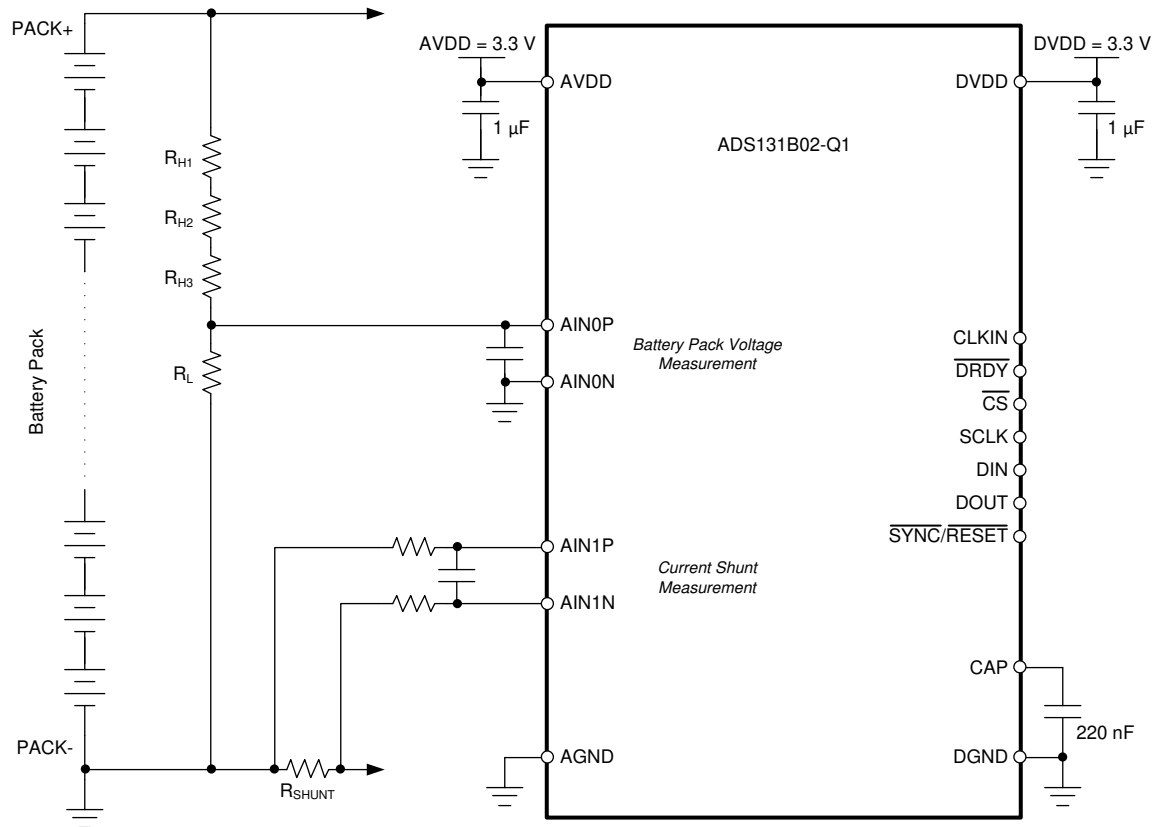 PACK+
AVDD = 3.3 V
DVDD = 3.3 V
AVDD
DVDD
1 µF
1 µF
ADS131B02-Q1
RH1
RH2
RH3
AIN0P
Battery Pack Voltage
Measurement
CLKIN
DRDY
RL
AIN0N
CS
Battery Pack
SCLK
DIN
DOUT
SYNC/RESET
AIN1P
Current Shunt
Measurement
AIN1N
CAP
220 nF
PACK-
AGND
DGND
RSHUNT